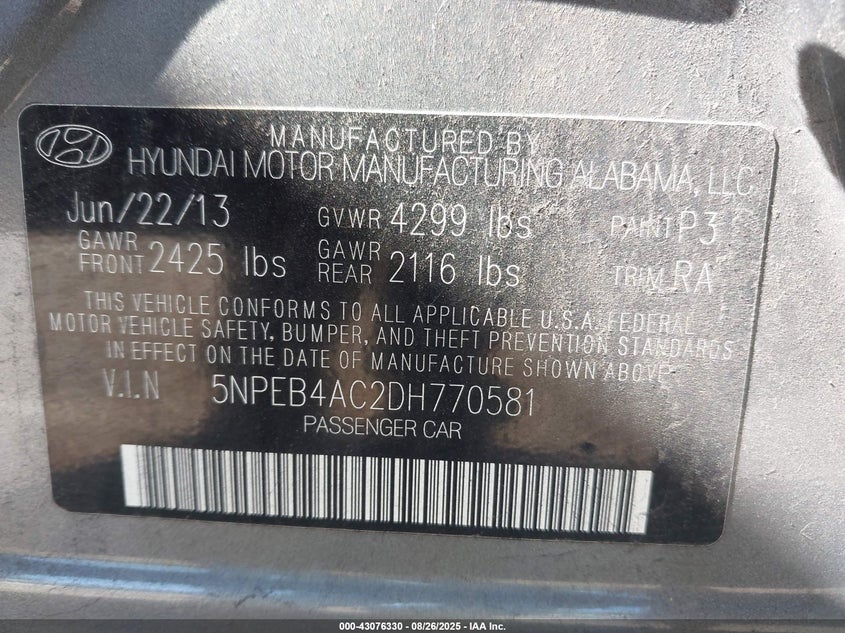 MANUFACTURED BY
HYUNDAI MOTOR MANUFACTURING ALABAMA, LLC
Jun/22/13 GVWR 4299 lbs PAINT P3
GAWR FRONT 2425 lbs GAWR REAR 2116 lbs TRIM RA
THIS VEHICLE CONFORMS TO ALL APPLICABLE U.S.A. FEDERAL
MOTOR VEHICLE SAFETY, BUMPER, AND THEFT PREVENTION STANDARDS
IN EFFECT ON THE DATE OF MANUFACTURE SHOWN ABOVE.
V.I.N 5NPEB4AC2DH770581
PASSENGER CAR
000-43076330 - 08/26/2025 - IAA Inc.